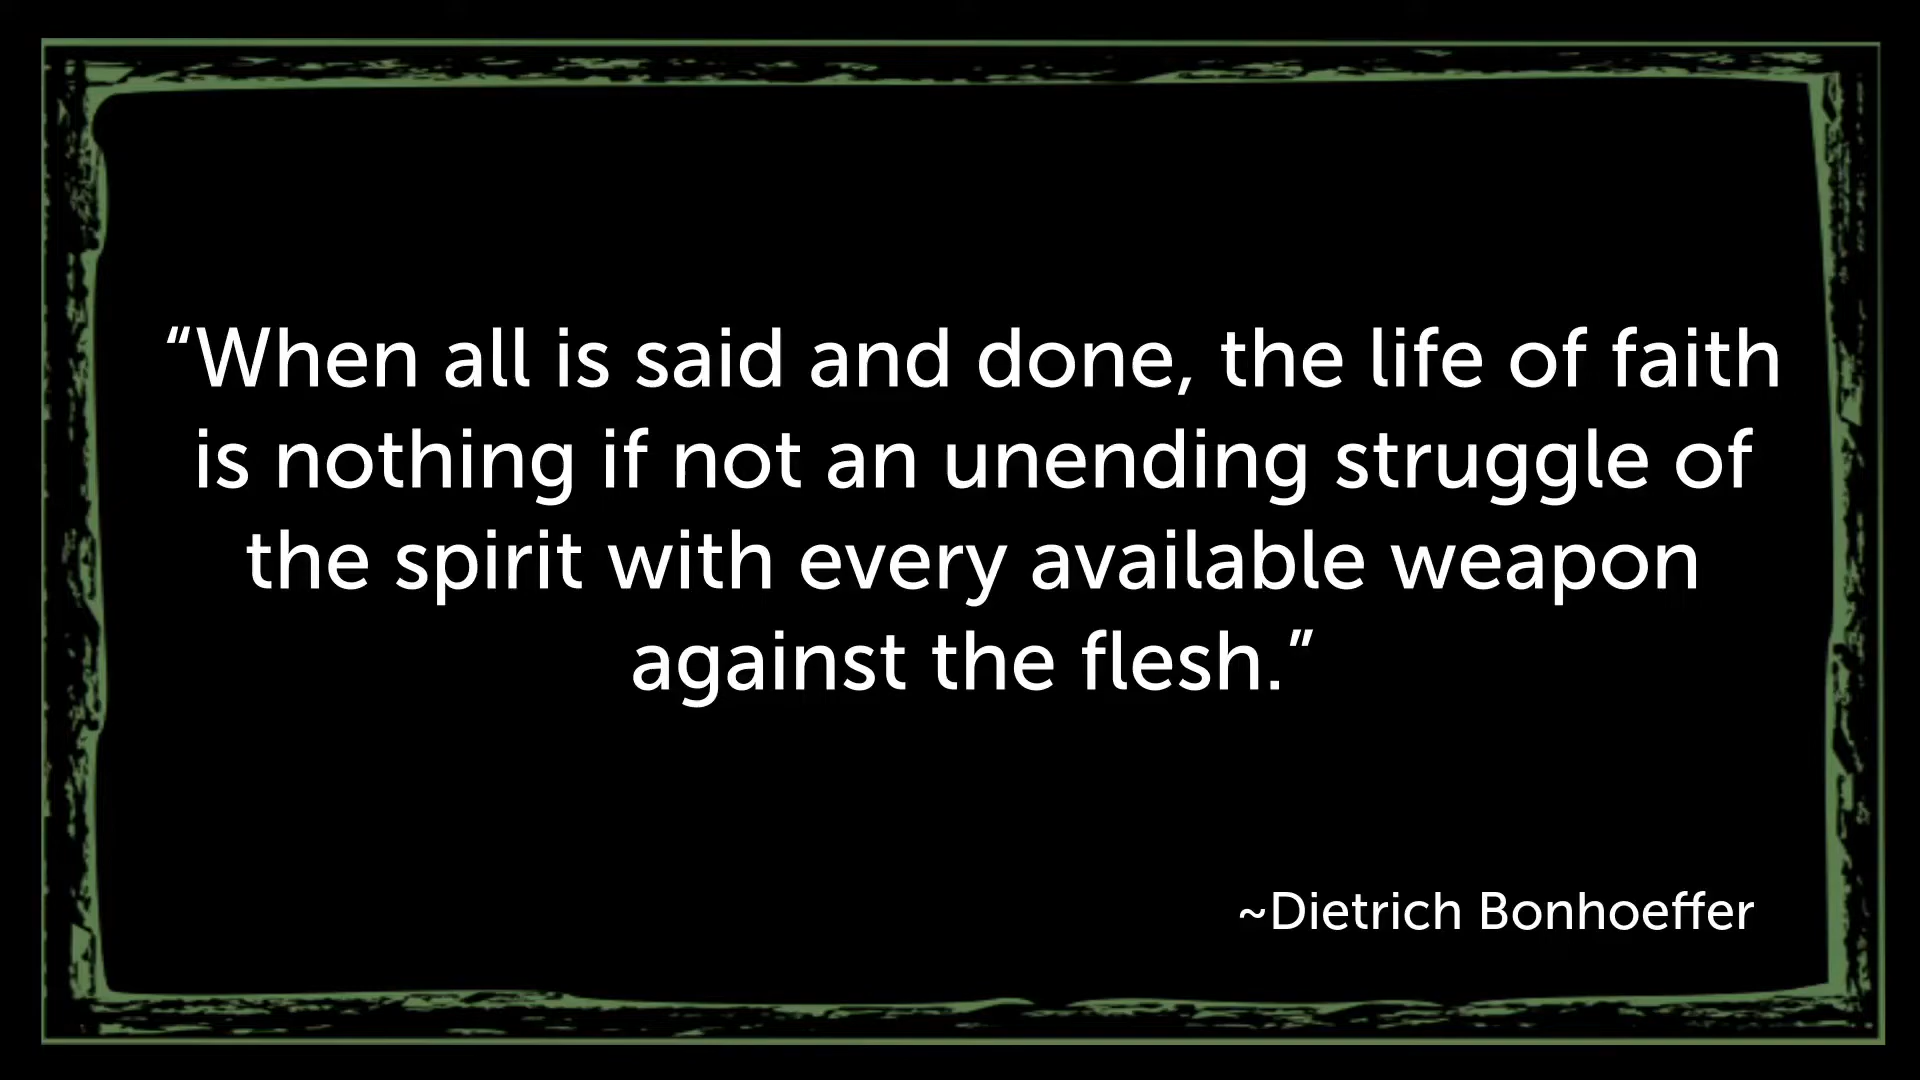 “When all is said and done, the life of faith
is nothing if not an unending struggle of
the spirit with every available weapon
against the flesh.”
~Dietrich Bonhoeffer